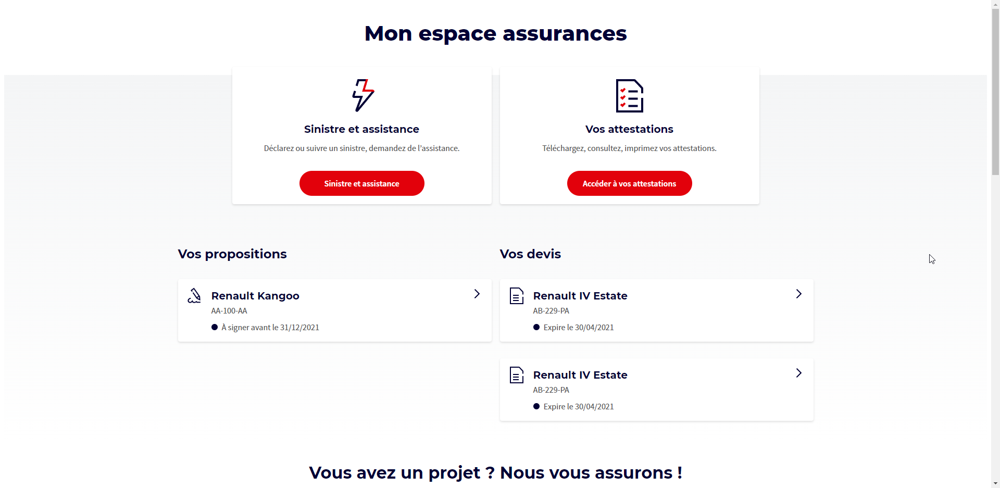 Mon espace assurances
Sinistre et assistance
Déclarez ou suivre un sinistre, demandez de l’assistance.
Sinistre et assistance
Vos attestations
Téléchargez, consultez, imprimez vos attestations.
Accéder à vos attestations
Vos propositions
Renault Kangoo
AA-100-AA
À signer avant le 31/12/2021
Vos devis
Renault IV Estate
AB-229-PA
Expire le 30/04/2021
Renault IV Estate
AB-229-PA
Expire le 30/04/2021
Vous avez un projet ? Nous vous assurons !